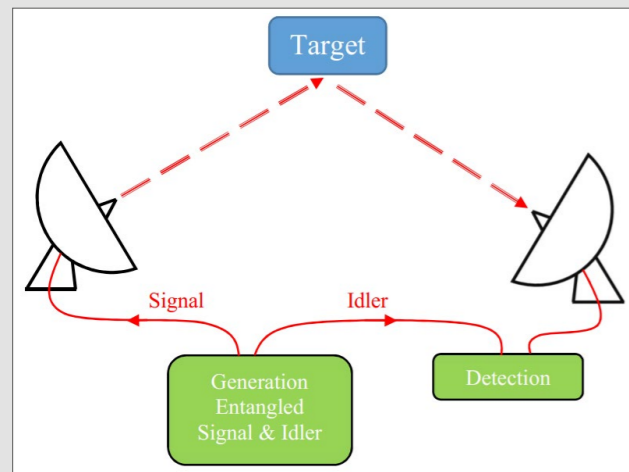 Target
Signal
Idler
Generation
Entangled
Signal & Idler
Detection